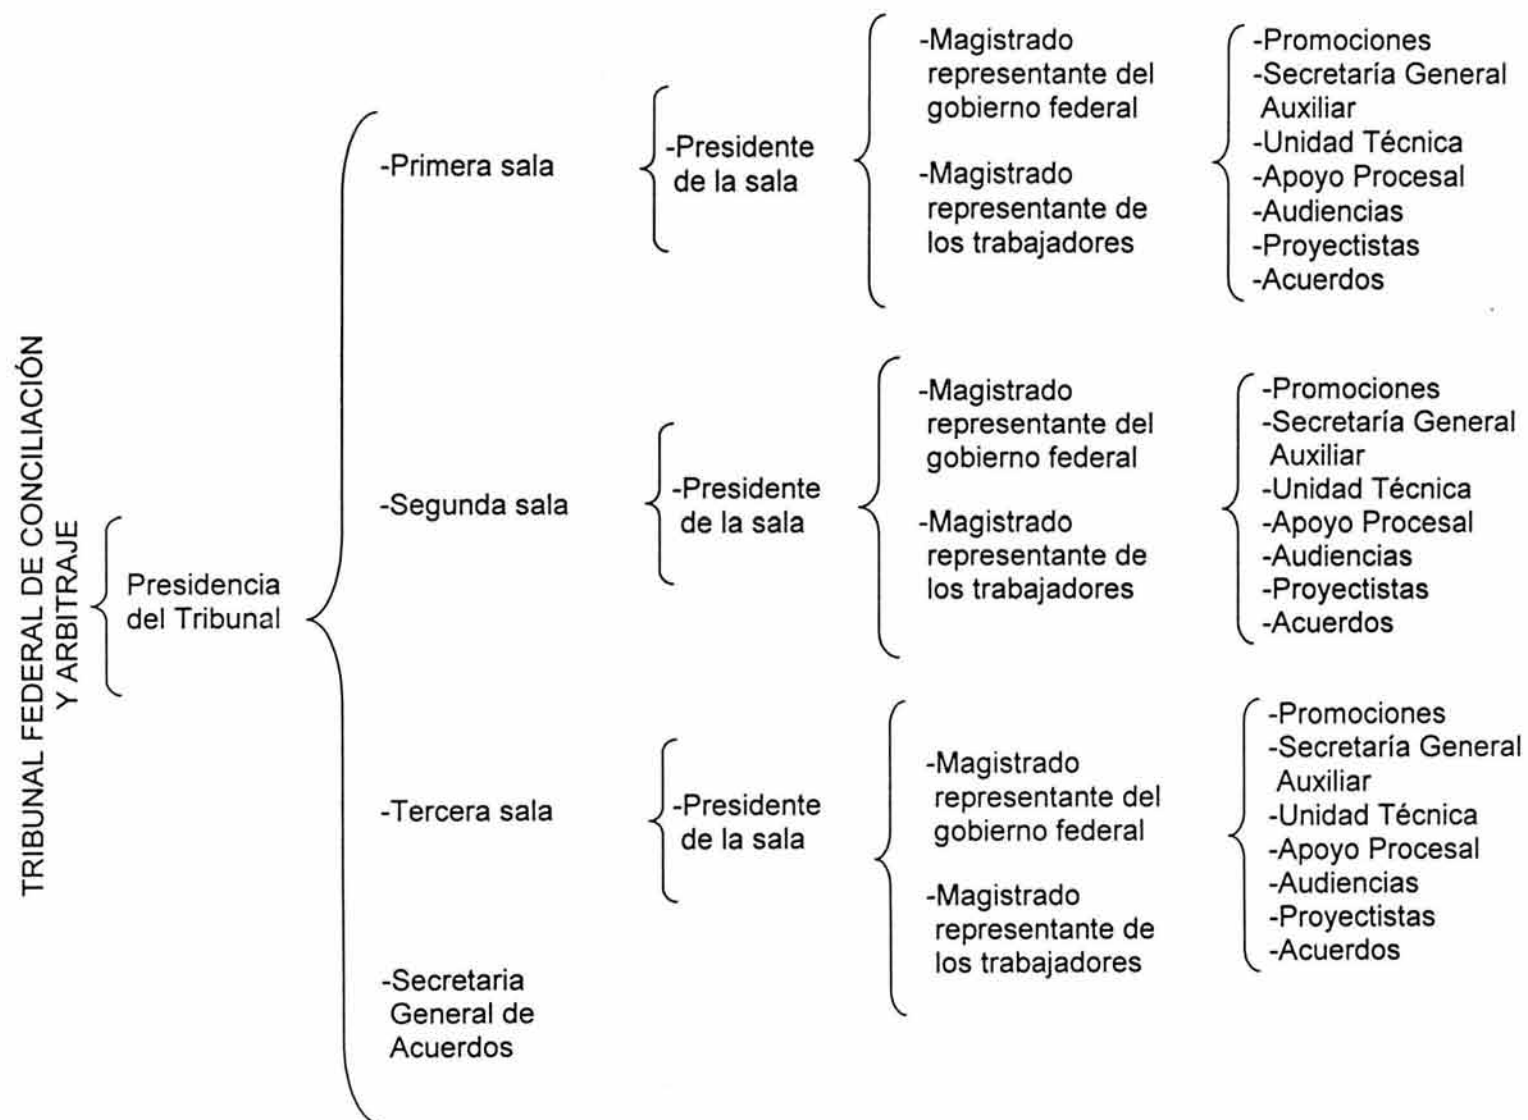 TRIBUNAL FEDERAL DE CONCILIACIÓN
Y ARBITRAJE
Presidencia
del Tribunal
-Primera sala
-Presidente
de la sala
-Magistrado
representante del
gobierno federal
-Magistrado
representante de
los trabajadores
-Promociones
-Secretaría General
Auxiliar
-Unidad Técnica
-Apoyo Procesal
-Audiencias
-Proyectistas
-Acuerdos
-Segunda sala
-Presidente
de la sala
-Magistrado
representante del
gobierno federal
-Magistrado
representante de
los trabajadores
-Promociones
-Secretaría General
Auxiliar
-Unidad Técnica
-Apoyo Procesal
-Audiencias
-Proyectistas
-Acuerdos
-Tercera sala
-Presidente
de la sala
-Magistrado
representante del
gobierno federal
-Magistrado
representante de
los trabajadores
-Promociones
-Secretaría General
Auxiliar
-Unidad Técnica
-Apoyo Procesal
-Audiencias
-Proyectistas
-Acuerdos
-Secretaria
General de
Acuerdos